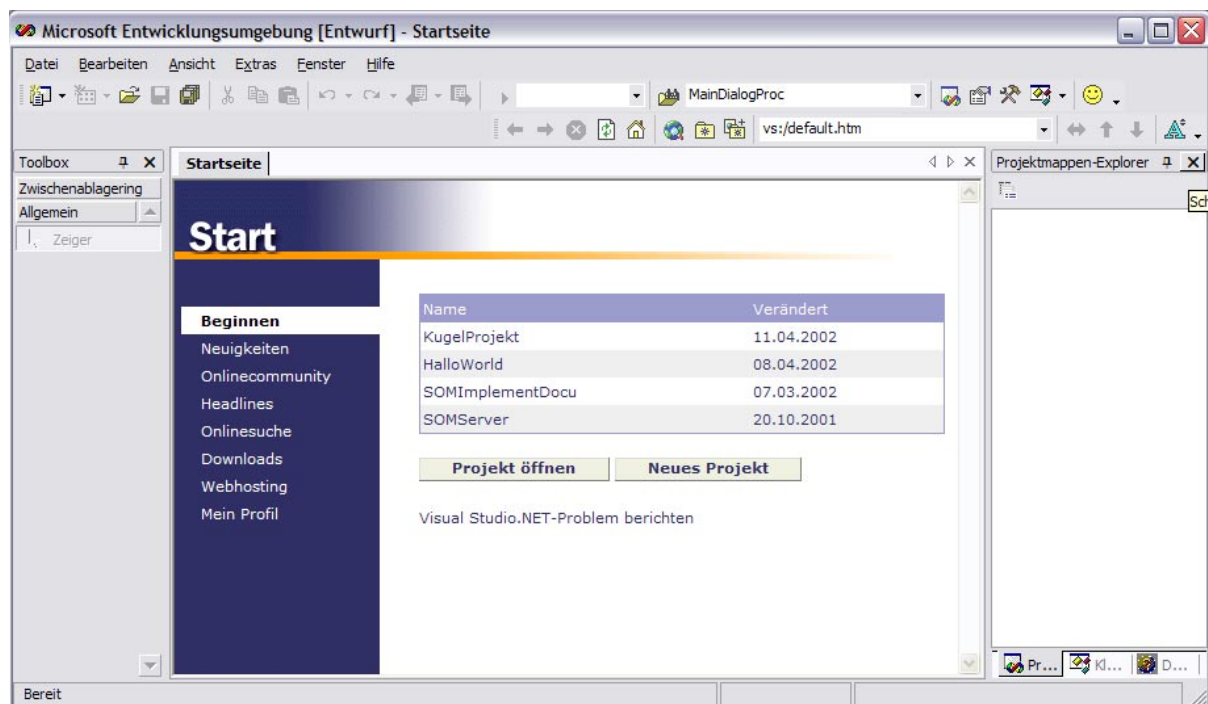 Microsoft Entwicklungsumgebung [Entwurf] - Startseite
Datei Bearbeiten Ansicht Extras Fenster Hilfe
MainDialogProc
vs:/default.htm
Toolbox
Zwischenablagering
Allgemein
Zeiger
Startseite
Start
Beginnen
Neuigkeiten
Onlinecommunity
Headlines
Onlinesuche
Downloads
Webhosting
Mein Profil
Name Verändert
KugelProjekt 11.04.2002
HalloWorld 08.04.2002
SOMImplementDocu 07.03.2002
SOMServer 20.10.2001
Projekt öffnen Neues Projekt
Visual Studio.NET-Problem berichten
Projektmappen-Explorer
Sch
Pr... Kl... D...
Bereit